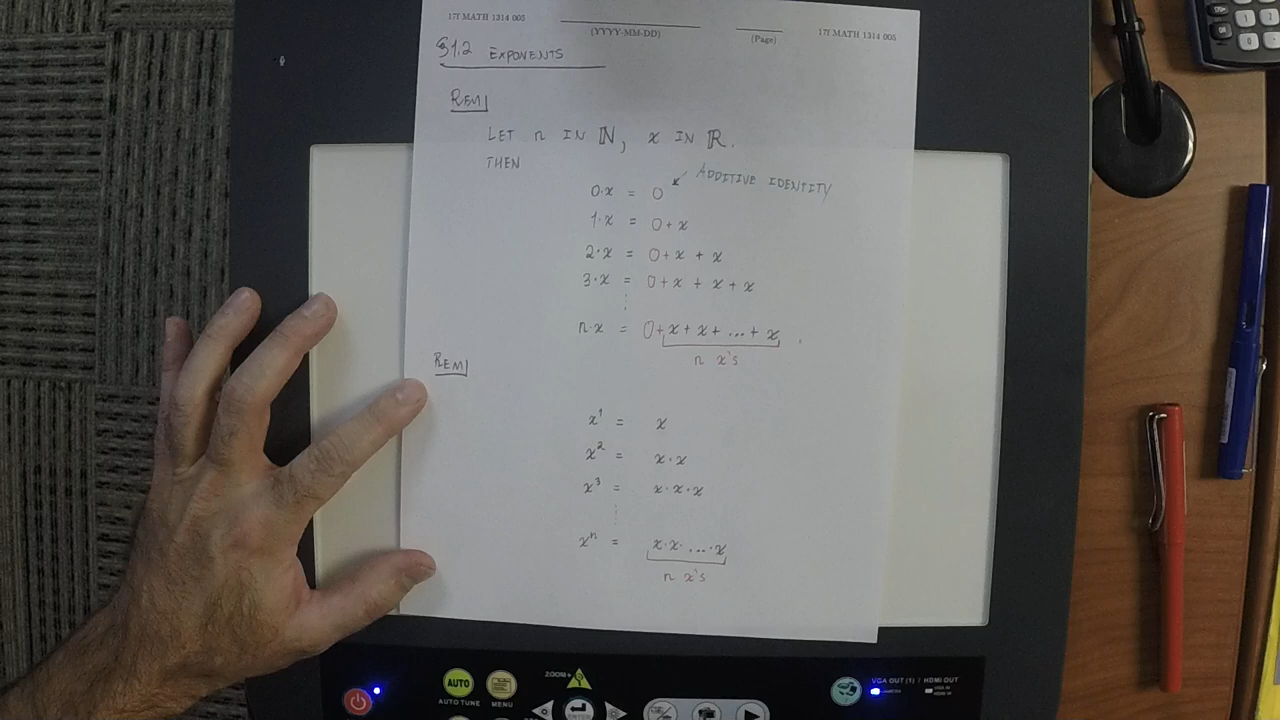 17f MATH 1314 005
(YYYY-MM-DD)
(Page)
17f MATH 1314 005
§1.2 EXPONENTS
REM
LET n IN ℕ, x IN ℝ.
THEN
0·x = 0 ADDITIVE IDENTITY
1·x = 0+x
2·x = 0+x + x
3·x = 0+x + x + x
⋮
n·x = 0+x+x+ ... + x.
n x's
REM
x¹ = x
x² = x·x
x³ = x·x·x
⋮
xⁿ = x·x· ... ·x
n x's
AUTO
AUTO TUNE
MENU
ZOOM+
VGA OUT (1) / HDMI OUT